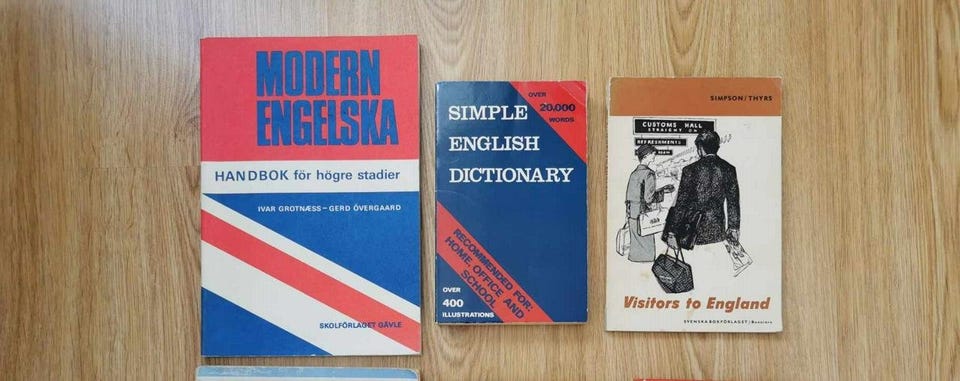 MODERN
ENGELSKA
HANDBOK för högre stadier
IVAR GROTNÆSS – GERD ÖVERGAARD
SKOLFÖRLAGET GÄVLE
OVER
20.000
WORDS
SIMPLE
ENGLISH
DICTIONARY
RECOMMENDED FOR:
HOME, OFFICE AND
SCHOOL
OVER
400
ILLUSTRATIONS
SIMPSON/THYRS
CUSTOMS HALL
STRAIGHT ON
REFRESHMENTS
Visitors to England
SVENSKA BOKFÖRLAGET/Bonniers